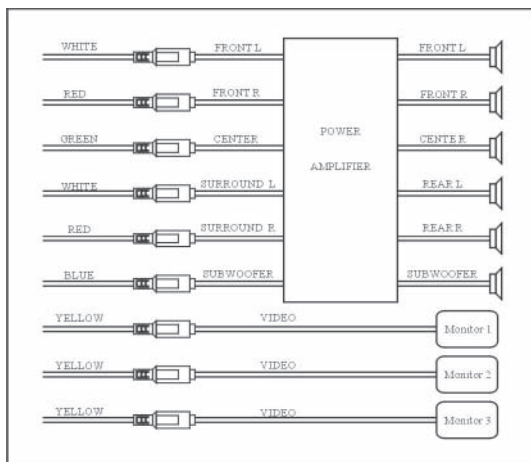 WHITE FRONT L FRONT L
RED FRONT R FRONT R
GREEN CENTER CENTER
POWER
AMPLIFIER
WHITE SURROUND L REAR L
RED SURROUND R REAR R
BLUE SUBWOOFER SUBWOOFER
YELLOW VIDEO Monitor 1
YELLOW VIDEO Monitor 2
YELLOW VIDEO Monitor 3